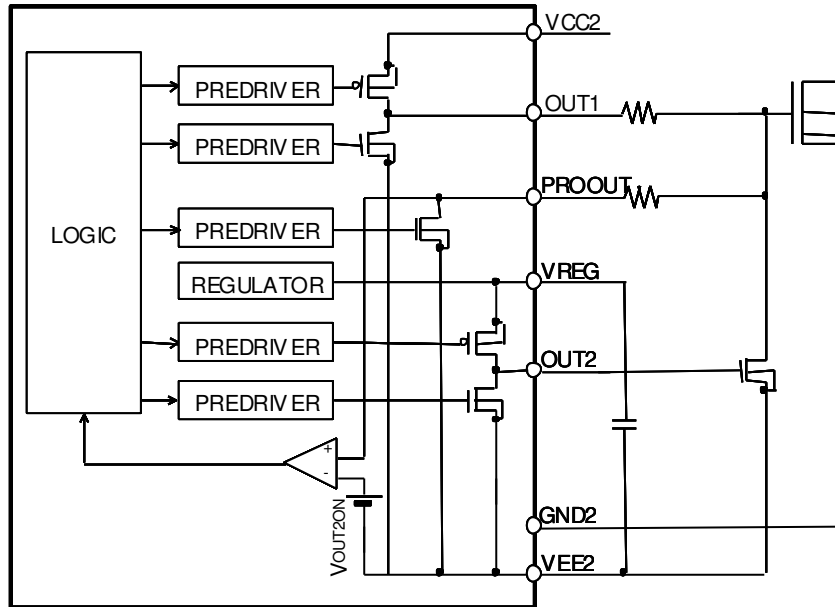 VCC2
PREDRIVER
OUT1
PREDRIVER
PROOUT
LOGIC
PREDRIVER
VREG
REGULATOR
PREDRIVER
OUT2
PREDRIVER
+
-
VOUT2ON
GND2
VEE2